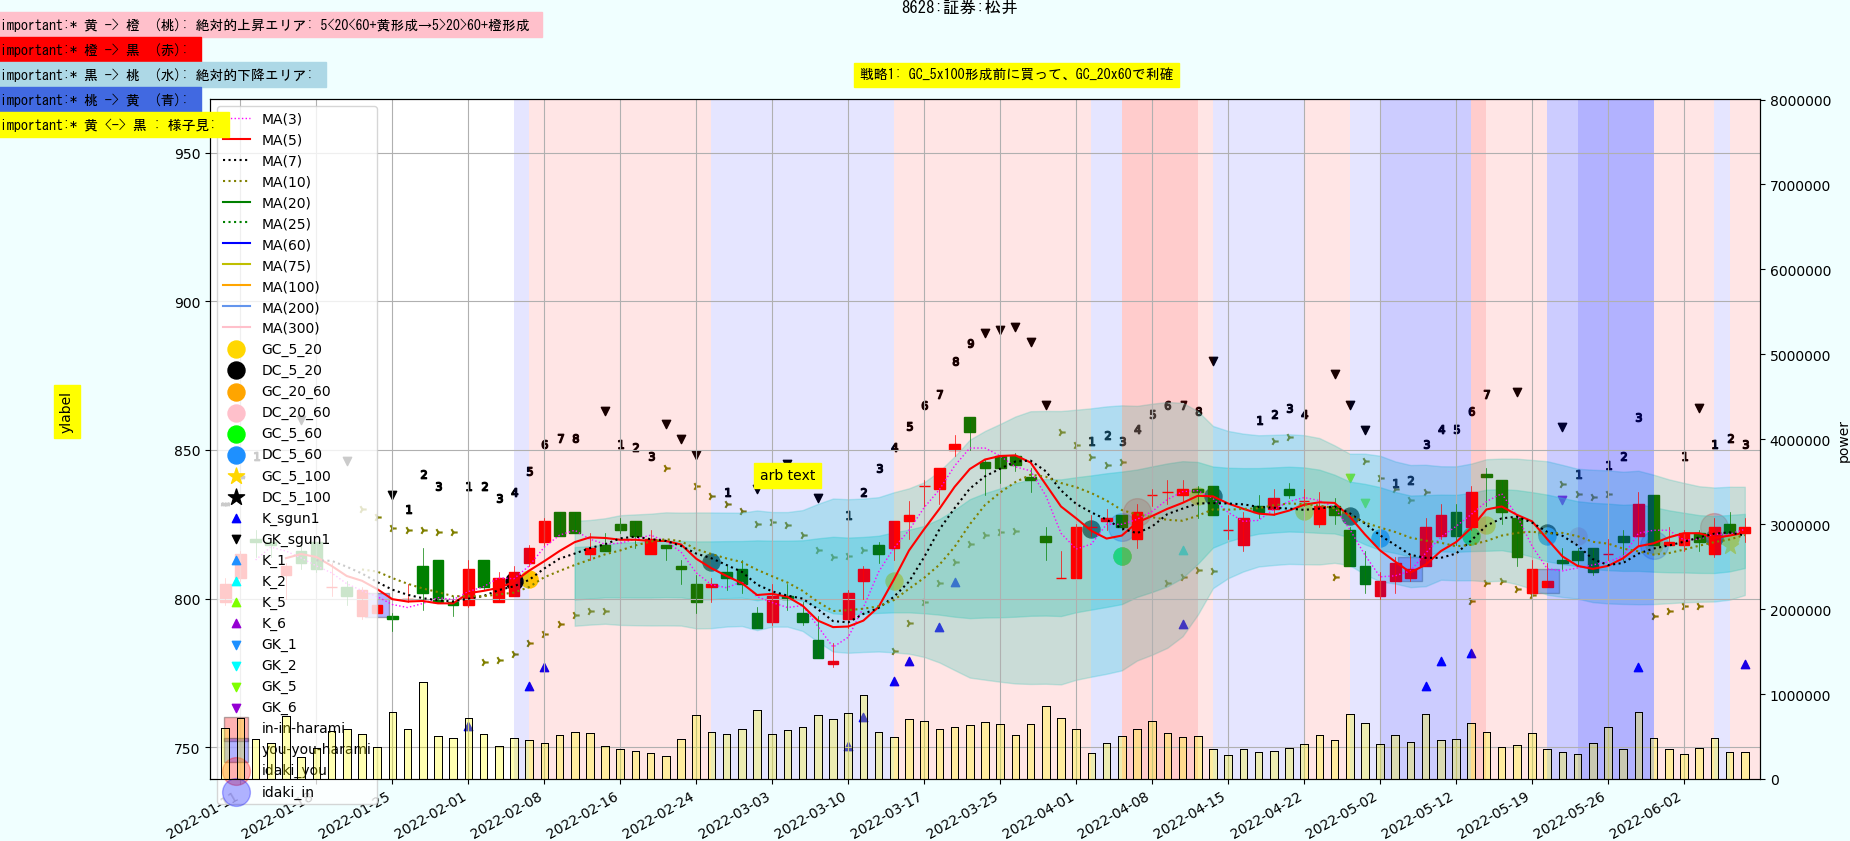 8628:証券:松井
important:* 黄 -> 橙 (桃): 絶対的上昇エリア: 5<20<60+黄形成→5>20>60+橙形成
important:* 橙 -> 黒 (赤):
important:* 黒 -> 桃 (水): 絶対的下降エリア:
戦略1: GC_5x100形成前に買って、GC_20x60で利確
important:* 桃 -> 黄 (青):
important:* 黄 <-> 黒 : 様子見:
MA(3)
MA(5)
MA(7)
MA(10)
MA(20)
MA(25)
MA(60)
MA(75)
MA(100)
MA(200)
MA(300)
GC_5_20
DC_5_20
GC_20_60
DC_20_60
GC_5_60
DC_5_60
GC_5_100
DC_5_100
K_sgun1
GK_sgun1
K_1
K_2
K_5
K_6
GK_1
GK_2
GK_5
GK_6
in-in-harami
you-you-harami
idaki_you
idaki_in
950
900
850
800
750
ylabel
arb text
8000000
7000000
6000000
5000000
4000000
3000000
2000000
1000000
0
power
2022-01-25
2022-02-01
2022-02-08
2022-02-16
2022-02-24
2022-03-03
2022-03-10
2022-03-17
2022-03-25
2022-04-01
2022-04-08
2022-04-15
2022-04-22
2022-05-02
2022-05-12
2022-05-19
2022-05-26
2022-06-02